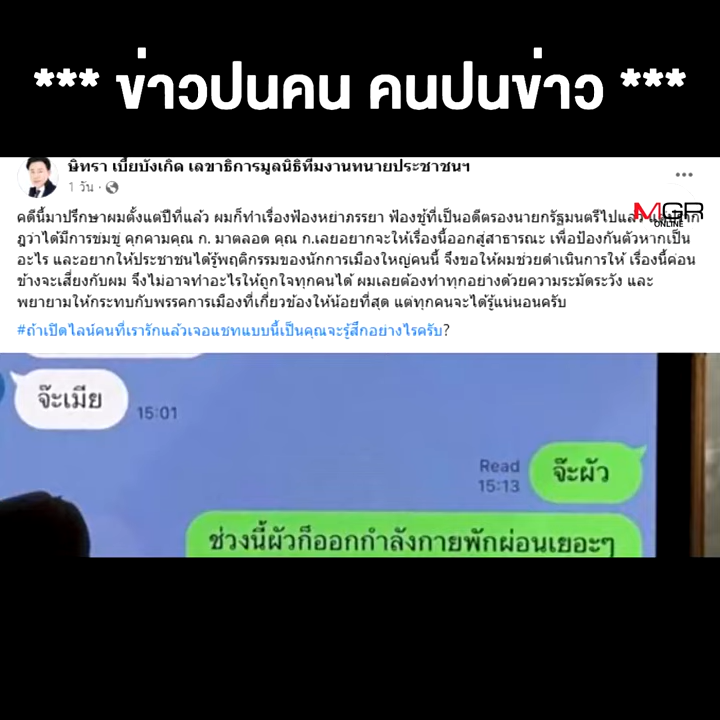 *** ข่าวปนคน คนปนข่าว ***
ษิทรา เบี้ยบังเกิด เลขาธิการมูลนิธิทีมงานทนายประชาชนฯ
1 วัน ·
MGR
ONLINE
คดีนี้มาปรึกษาผมตั้งแต่ปีที่แล้ว ผมก็ทำเรื่องฟ้องหย่าภรรยา ฟ้องชู้ที่เป็นอดีตรองนายกรัฐมนตรีไปแล้ว
ฎว่าได้มีการข่มขู่ คุกคามคุณ ก. มาตลอด คุณ ก.เลยอยากจะให้เรื่องนี้ออกสู่สาธารณะ เพื่อป้องกันตัวหากเป็น
อะไร และอยากให้ประชาชนได้รู้พฤติกรรมของนักการเมืองใหญ่คนนี้ จึงขอให้ผมช่วยดำเนินการให้ เรื่องนี้ค่อน
ข้างจะเสี่ยงกับผม จึงไม่อาจทำอะไรให้ถูกใจทุกคนได้ ผมเลยต้องทำทุกอย่างด้วยความระมัดระวัง และ
พยายามให้กระทบกับพรรคการเมืองที่เกี่ยวข้องให้น้อยที่สุด แต่ทุกคนจะได้รู้แน่นอนครับ
#ถ้าเปิดไลน์คนที่เรารักแล้วเจอแชทแบบนี้เป็นคุณจะรู้สึกอย่างไรครับ?
จ๊ะเมีย
15:01
Read
15:13
จ๊ะผัว
ช่วงนี้ผัวก็ออกกำลังกายพักผ่อนเยอะๆ